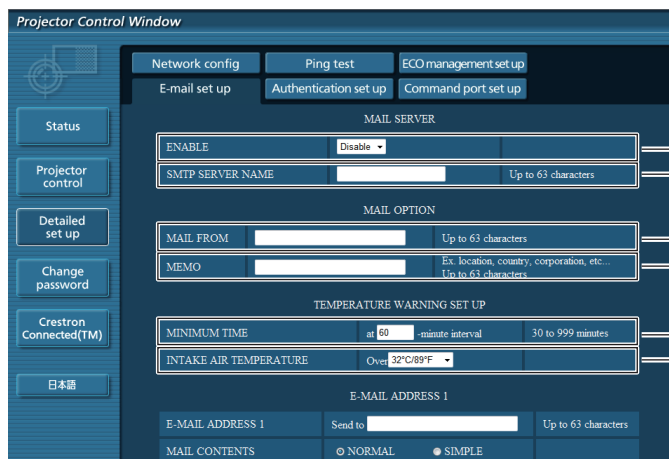 Projector Control Window
Network config
Ping test
ECO management set up
E-mail set up
Authentication set up
Command port set up
Status
Projector
control
Detailed
set up
Change
password
Crestron
Connected(TM)
日本語
MAIL SERVER
ENABLE
Disable
SMTP SERVER NAME
Up to 63 characters
MAIL OPTION
MAIL FROM
Up to 63 characters
MEMO
Ex. location, country, corporation, etc...
Up to 63 characters
TEMPERATURE WARNING SET UP
MINIMUM TIME
at 60 -minute interval
30 to 999 minutes
INTAKE AIR TEMPERATURE
Over 32°C/89°F
E-MAIL ADDRESS 1
E-MAIL ADDRESS 1
Send to
Up to 63 characters
MAIL CONTENTS
NORMAL
SIMPLE